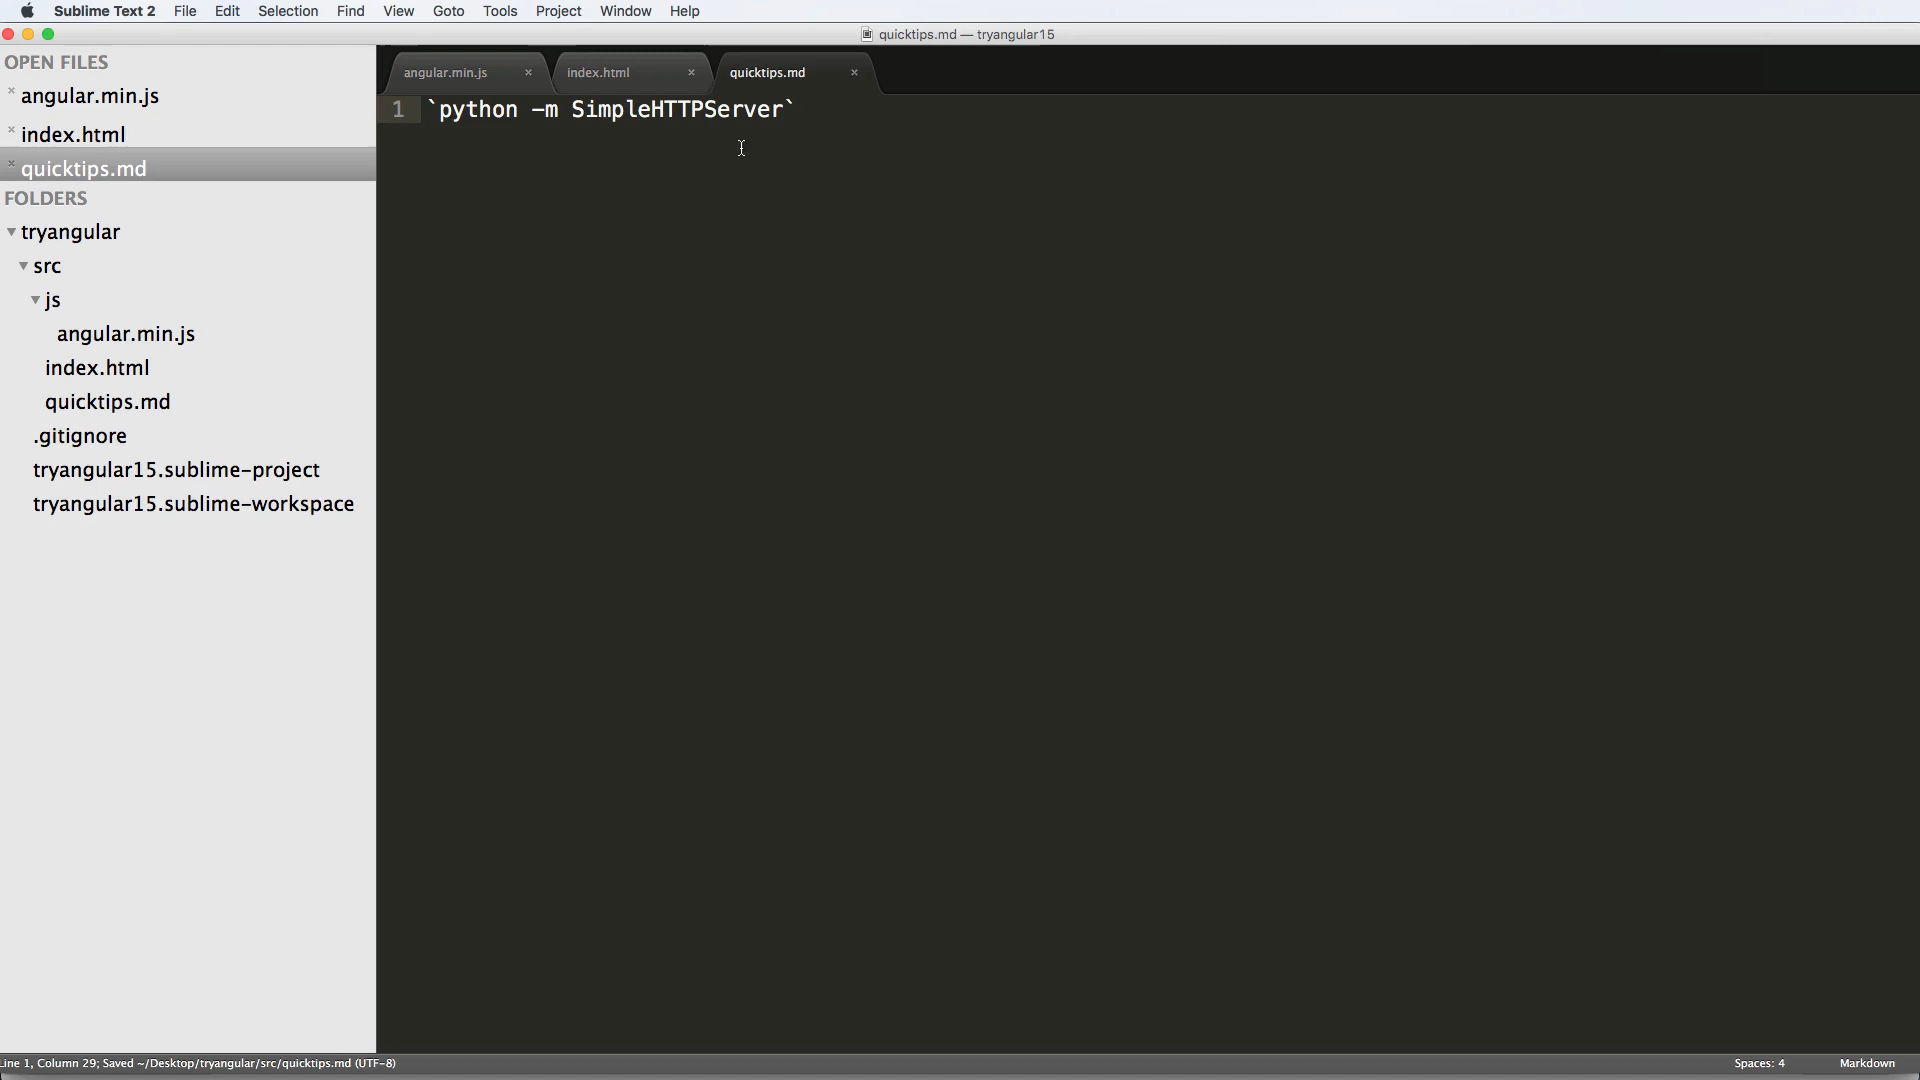 Sublime Text 2 File Edit Selection Find View Goto Tools Project Window Help
quicktips.md — tryangular15
OPEN FILES
angular.min.js
index.html
quicktips.md
FOLDERS
tryangular
src
js
angular.min.js
index.html
quicktips.md
.gitignore
tryangular15.sublime-project
tryangular15.sublime-workspace
angular.min.js × index.html × quicktips.md ×
1 `python -m SimpleHTTPServer`
Line 1, Column 29; Saved ~/Desktop/tryangular/src/quicktips.md (UTF-8) Spaces: 4 Markdown